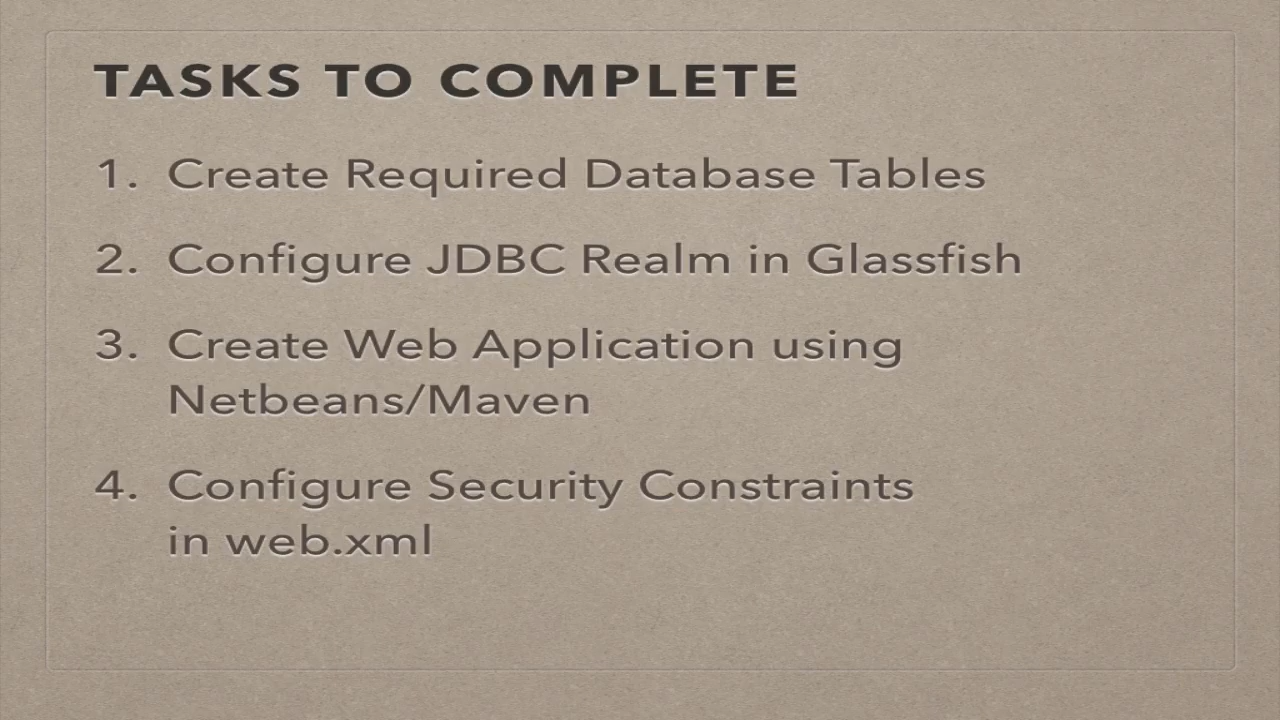 TASKS TO COMPLETE
1. Create Required Database Tables
2. Configure JDBC Realm in Glassfish
3. Create Web Application using
Netbeans/Maven
4. Configure Security Constraints
in web.xml